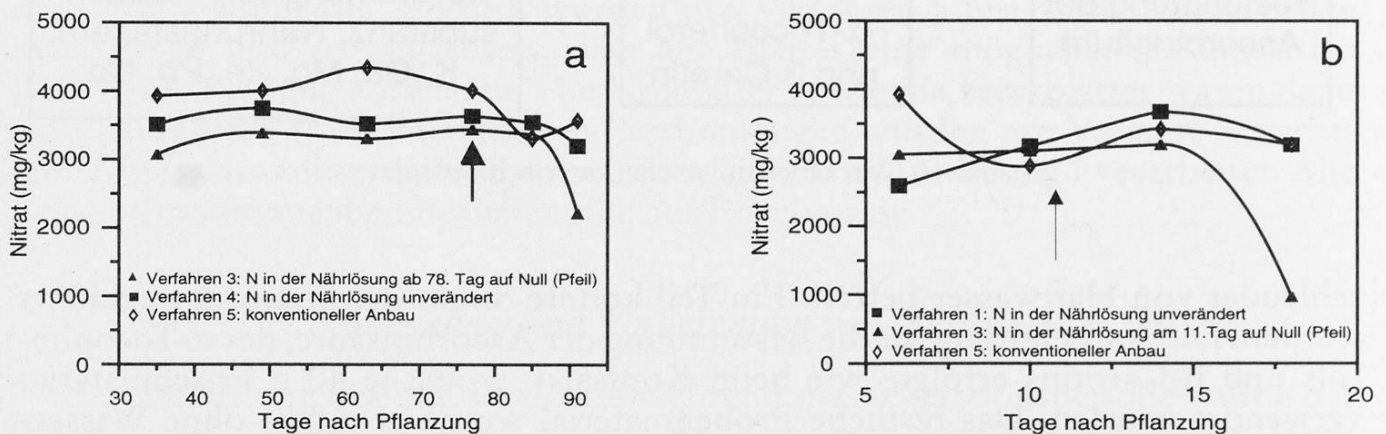 a
Nitrat (mg/kg)
5000
4000
3000
2000
1000
0
▲ Verfahren 3: N in der Nährlösung ab 78. Tag auf Null (Pfeil)
■ Verfahren 4: N in der Nährlösung unverändert
◊ Verfahren 5: konventioneller Anbau
30 40 50 60 70 80 90 100
Tage nach Pflanzung
b
Nitrat (mg/kg)
5000
4000
3000
2000
1000
0
■ Verfahren 1: N in der Nährlösung unverändert
▲ Verfahren 3: N in der Nährlösung am 11.Tag auf Null (Pfeil)
◊ Verfahren 5: konventioneller Anbau
5 10 15 20
Tage nach Pflanzung